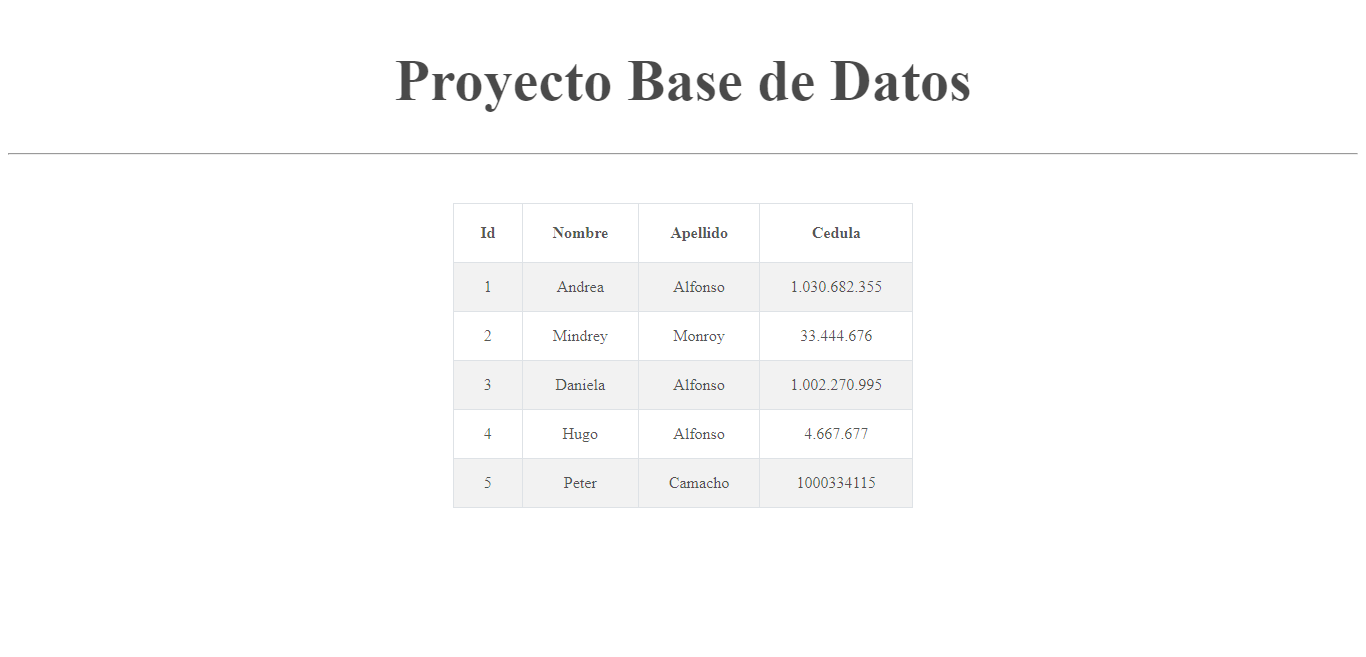 Proyecto Base de Datos
Id Nombre Apellido Cedula
1 Andrea Alfonso 1.030.682.355
2 Mindrey Monroy 33.444.676
3 Daniela Alfonso 1.002.270.995
4 Hugo Alfonso 4.667.677
5 Peter Camacho 1000334115